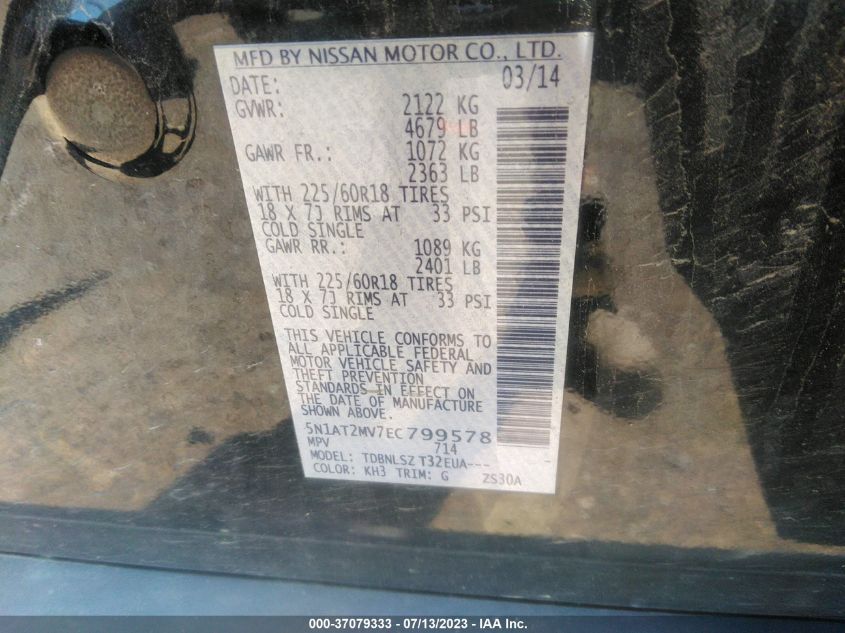 MFD BY NISSAN MOTOR CO., LTD.
DATE: 03/14
GVWR: 2122 KG
4679 LB
GAWR FR.: 1072 KG
2363 LB
WITH 225/60R18 TIRES
18 X 7J RIMS AT 33 PSI
COLD SINGLE
GAWR RR.: 1089 KG
2401 LB
WITH 225/60R18 TIRES
18 X 7J RIMS AT 33 PSI
COLD SINGLE
THIS VEHICLE CONFORMS TO
ALL APPLICABLE FEDERAL
MOTOR VEHICLE SAFETY AND
THEFT PREVENTION
STANDARDS IN EFFECT ON
THE DATE OF MANUFACTURE
SHOWN ABOVE.
5N1AT2MV7EC799578
MPV 714
MODEL: TDBNLSZ T32EUA--- -
COLOR: KH3 TRIM: G ZS30A
000-37079333 - 07/13/2023 - IAA Inc.